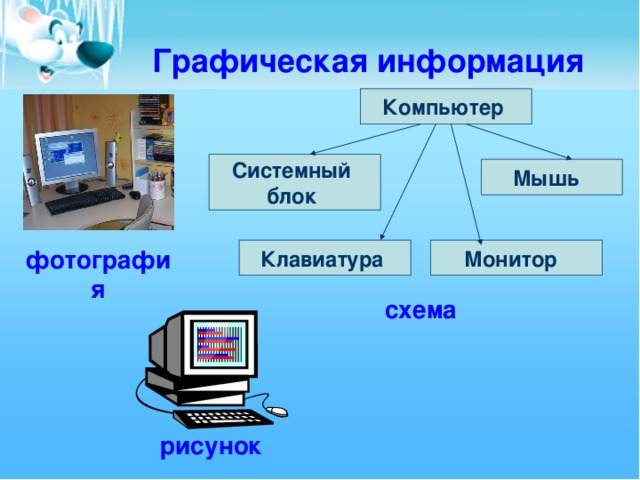 Графическая информация
Компьютер
Системный
блок
Мышь
Клавиатура
Монитор
фотографи
я
схема
рисунок